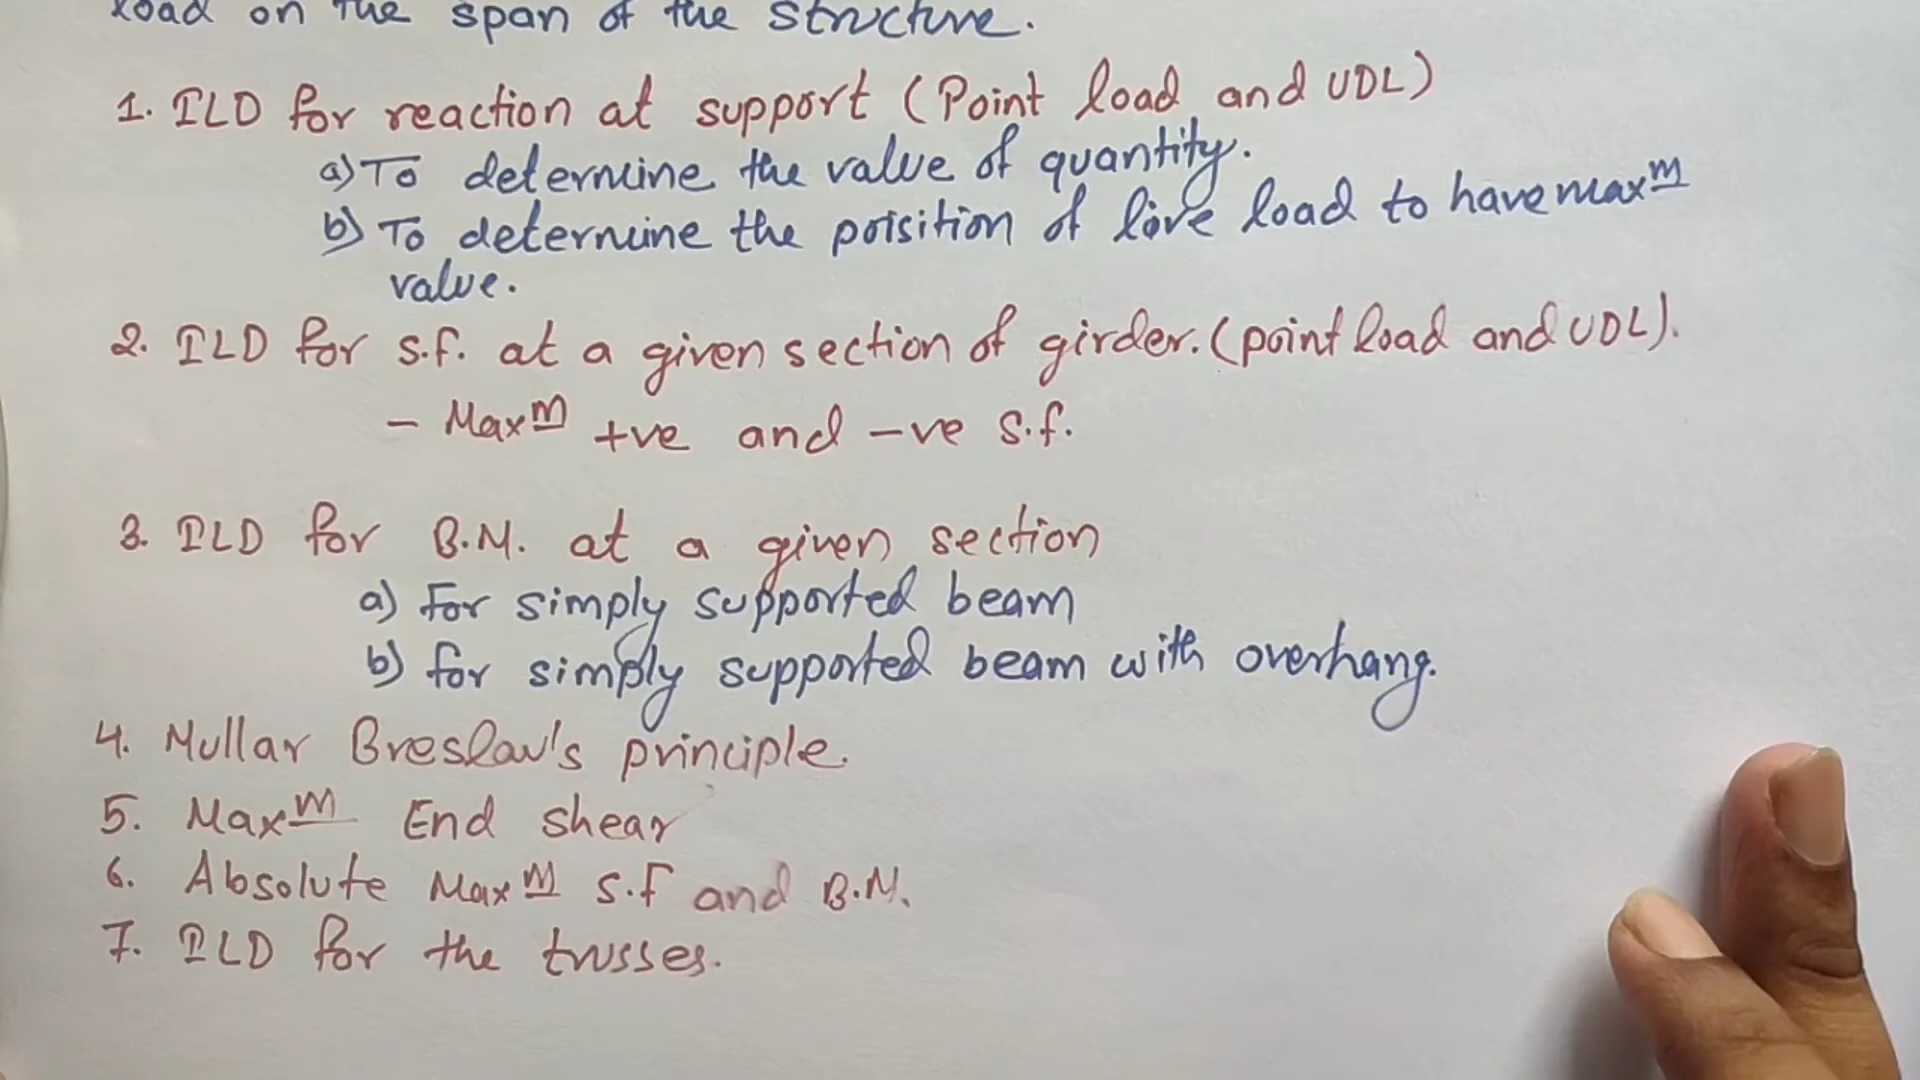 load on the span of the structure.
1. ILD for reaction at support (Point load and UDL)
a) To determine the value of quantity.
b) To determine the poisition of live load to have maxm
value.
2. ILD for s.f. at a given section of girder. (point load and UDL).
- Maxm +ve and -ve s.f.
3. ILD for B.M. at a given section
a) For simply supported beam
b) for simply supported beam with overhang.
4. Mullar Breslau's principle.
5. Maxm End shear
6. Absolute Maxm s.f and B.M.
7. ILD for the trusses.